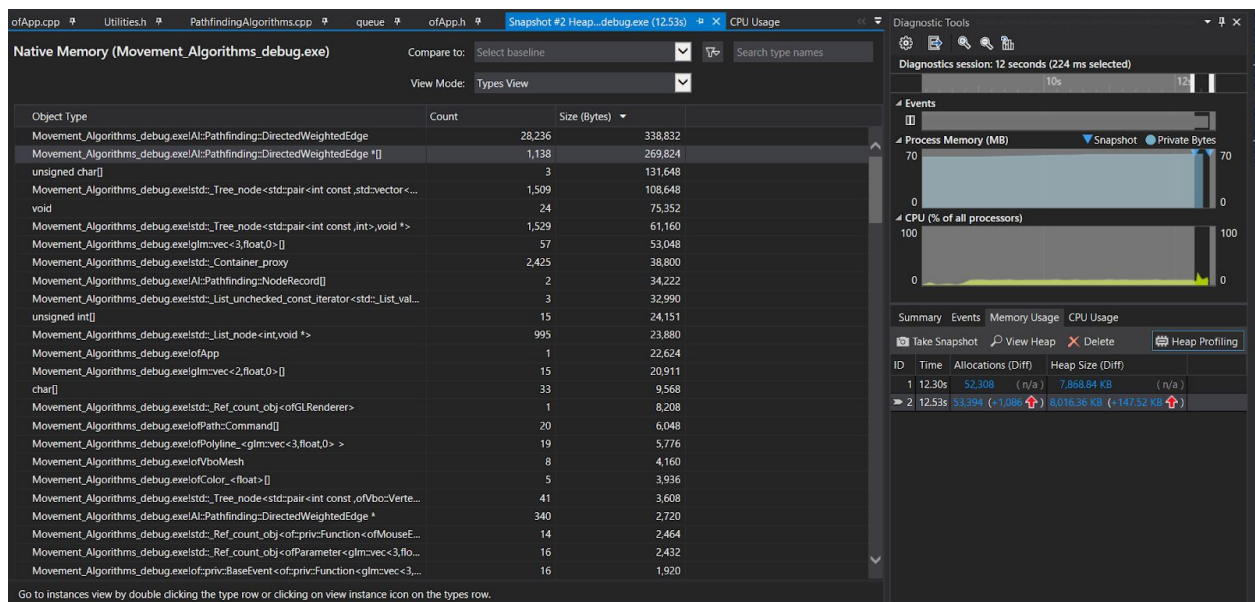 ofApp.cpp Utilities.h PathfindingAlgorithms.cpp queue ofApp.h Snapshot #2 Heap...debug.exe (12.53s) CPU Usage
Native Memory (Movement_Algorithms_debug.exe) Compare to: Select baseline Search type names
View Mode: Types View
Object Type Count Size (Bytes)
Movement_Algorithms_debug.exe!AI::Pathfinding::DirectedWeightedEdge 28,236 338,832
Movement_Algorithms_debug.exe!AI::Pathfinding::DirectedWeightedEdge *[] 1,138 269,824
unsigned char[] 3 131,648
Movement_Algorithms_debug.exe!std::_Tree_node<std::pair<int const ,std::vector<... 1,509 108,648
void 24 75,352
Movement_Algorithms_debug.exe!std::_Tree_node<std::pair<int const ,int>,void *> 1,529 61,160
Movement_Algorithms_debug.exe!glm::vec<3,float,0>[] 57 53,048
Movement_Algorithms_debug.exe!std::_Container_proxy 2,425 38,800
Movement_Algorithms_debug.exe!AI::Pathfinding::NodeRecord[] 2 34,222
Movement_Algorithms_debug.exe!std::_List_unchecked_const_iterator<std::_List_val... 3 32,990
unsigned int[] 15 24,151
Movement_Algorithms_debug.exe!std::_List_node<int,void *> 995 23,880
Movement_Algorithms_debug.exe!ofApp 1 22,624
Movement_Algorithms_debug.exe!glm::vec<2,float,0>[] 15 20,911
char[] 33 9,568
Movement_Algorithms_debug.exe!std::_Ref_count_obj<ofGLRenderer> 1 8,208
Movement_Algorithms_debug.exe!ofPath::Command[] 20 6,048
Movement_Algorithms_debug.exe!ofPolyline_<glm::vec<3,float,0> > 19 5,776
Movement_Algorithms_debug.exe!ofVboMesh 8 4,160
Movement_Algorithms_debug.exe!ofColor_<float>[] 5 3,936
Movement_Algorithms_debug.exe!std::_Tree_node<std::pair<int const ,ofVbo::Verte... 41 3,608
Movement_Algorithms_debug.exe!AI::Pathfinding::DirectedWeightedEdge * 340 2,720
Movement_Algorithms_debug.exe!std::_Ref_count_obj<of::priv::Function<ofMouseE... 14 2,464
Movement_Algorithms_debug.exe!std::_Ref_count_obj<ofParameter<glm::vec<3,flo... 16 2,432
Movement_Algorithms_debug.exe!of::priv::BaseEvent<of::priv::Function<glm::vec<3,... 16 1,920
Go to instances view by double clicking the type row or clicking on view instance icon on the types row.
Diagnostic Tools
Diagnostics session: 12 seconds (224 ms selected)
10s 12s
Events
Process Memory (MB) Snapshot Private Bytes
70 70
0 0
CPU (% of all processors)
100 100
0 0
Summary Events Memory Usage CPU Usage
Take Snapshot View Heap Delete Heap Profiling
ID Time Allocations (Diff) Heap Size (Diff)
1 12.30s 52,308 (n/a) 7,868.84 KB (n/a)
2 12.53s 53,394 (+1,086) 8,016.36 KB (+147.52 KB)